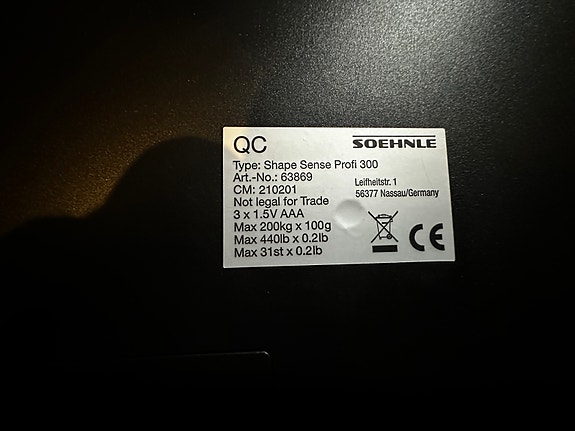 QC
SOEHNLE
Type: Shape Sense Profi 300
Art.-No.: 63869
CM: 210201
Not legal for Trade
3 x 1.5V AAA
Max 200kg x 100g
Max 440lb x 0.2lb
Max 31st x 0.2lb
Leifheitstr. 1
56377 Nassau/Germany
CE